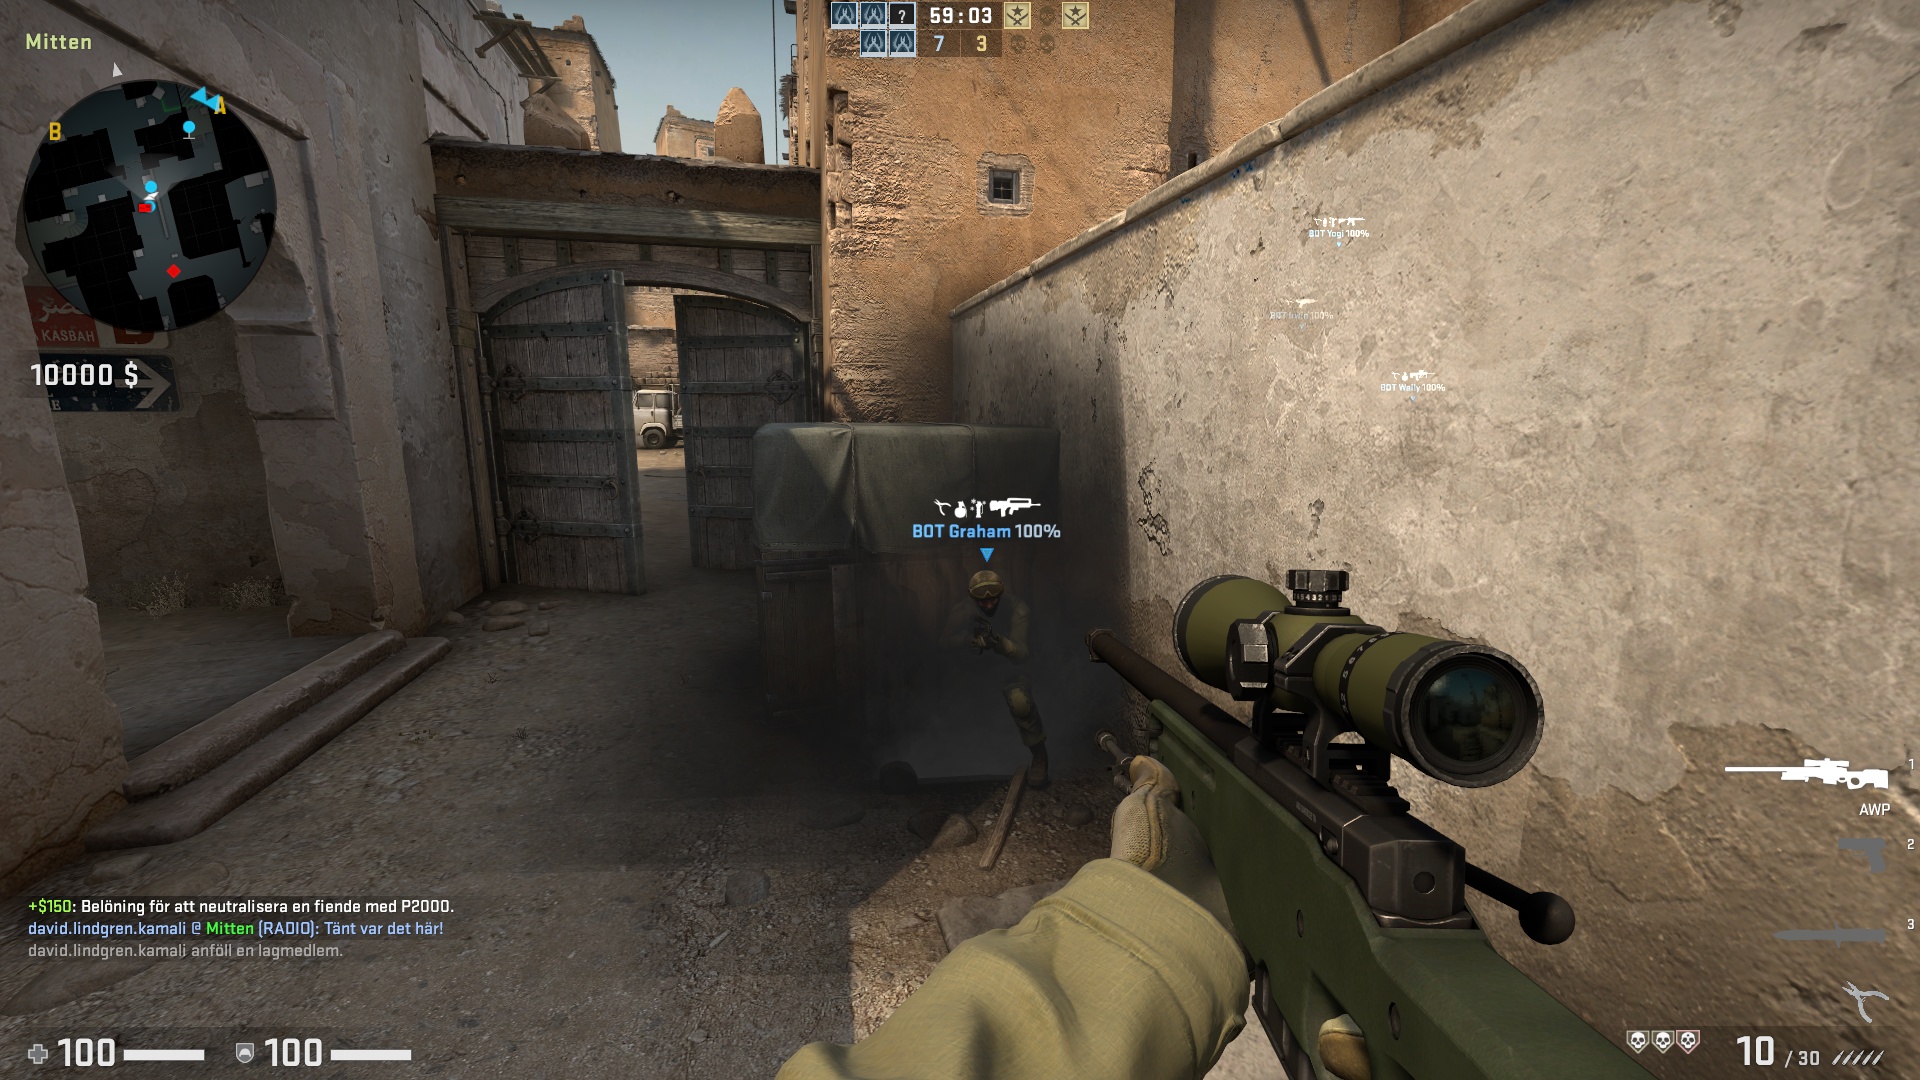 Mitten
? 59:03
7 3
A
B
KASBAH B
10000 $
BOT Yogi 100%
100%
BOT Wally 100%
BOT Graham 100%
1
AWP
2
3
+$150: Belöning för att neutralisera en fiende med P2000.
david.lindgren.kamali @ Mitten (RADIO): Tänt var det här!
david.lindgren.kamali anföll en lagmedlem.
100 100
10 / 30